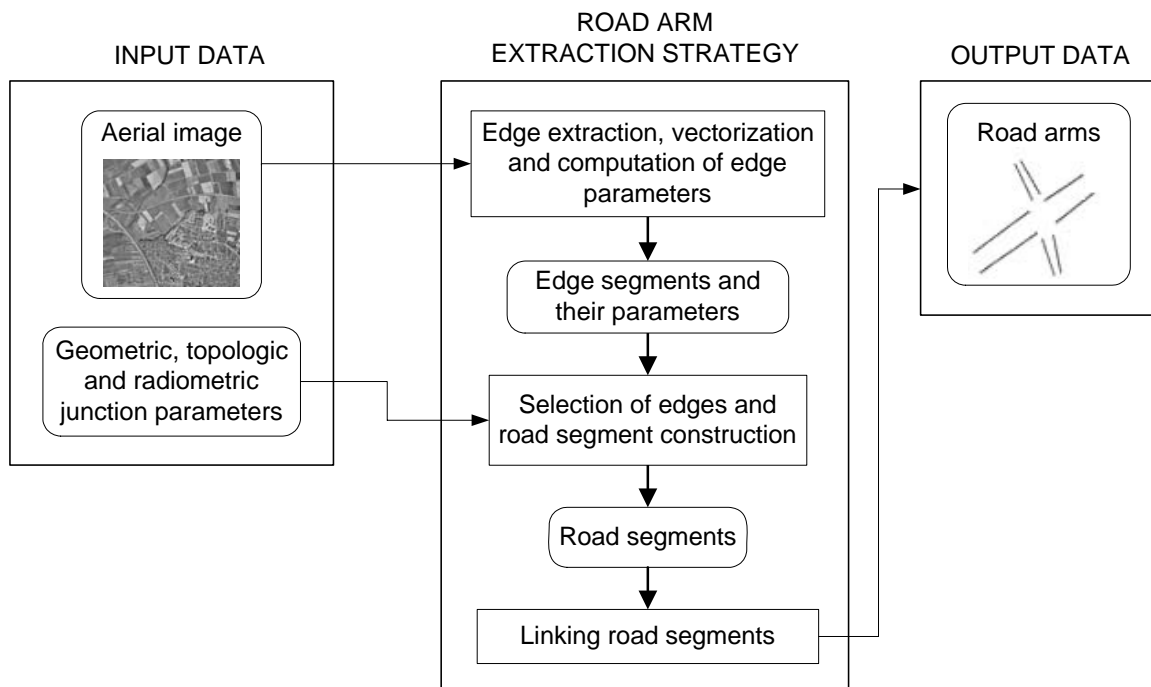 INPUT DATA
Aerial image
Geometric, topologic
and radiometric
junction parameters
ROAD ARM
EXTRACTION STRATEGY
Edge extraction, vectorization
and computation of edge
parameters
Edge segments and
their parameters
Selection of edges and
road segment construction
Road segments
Linking road segments
OUTPUT DATA
Road arms